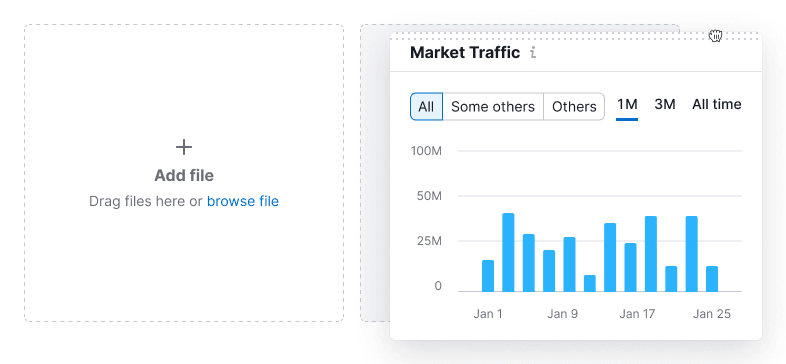 Add file
Drag files here or browse file
Market Traffic i
All Some others Others 1M 3M All time
100M
50M
25M
0
Jan 1 Jan 9 Jan 17 Jan 25